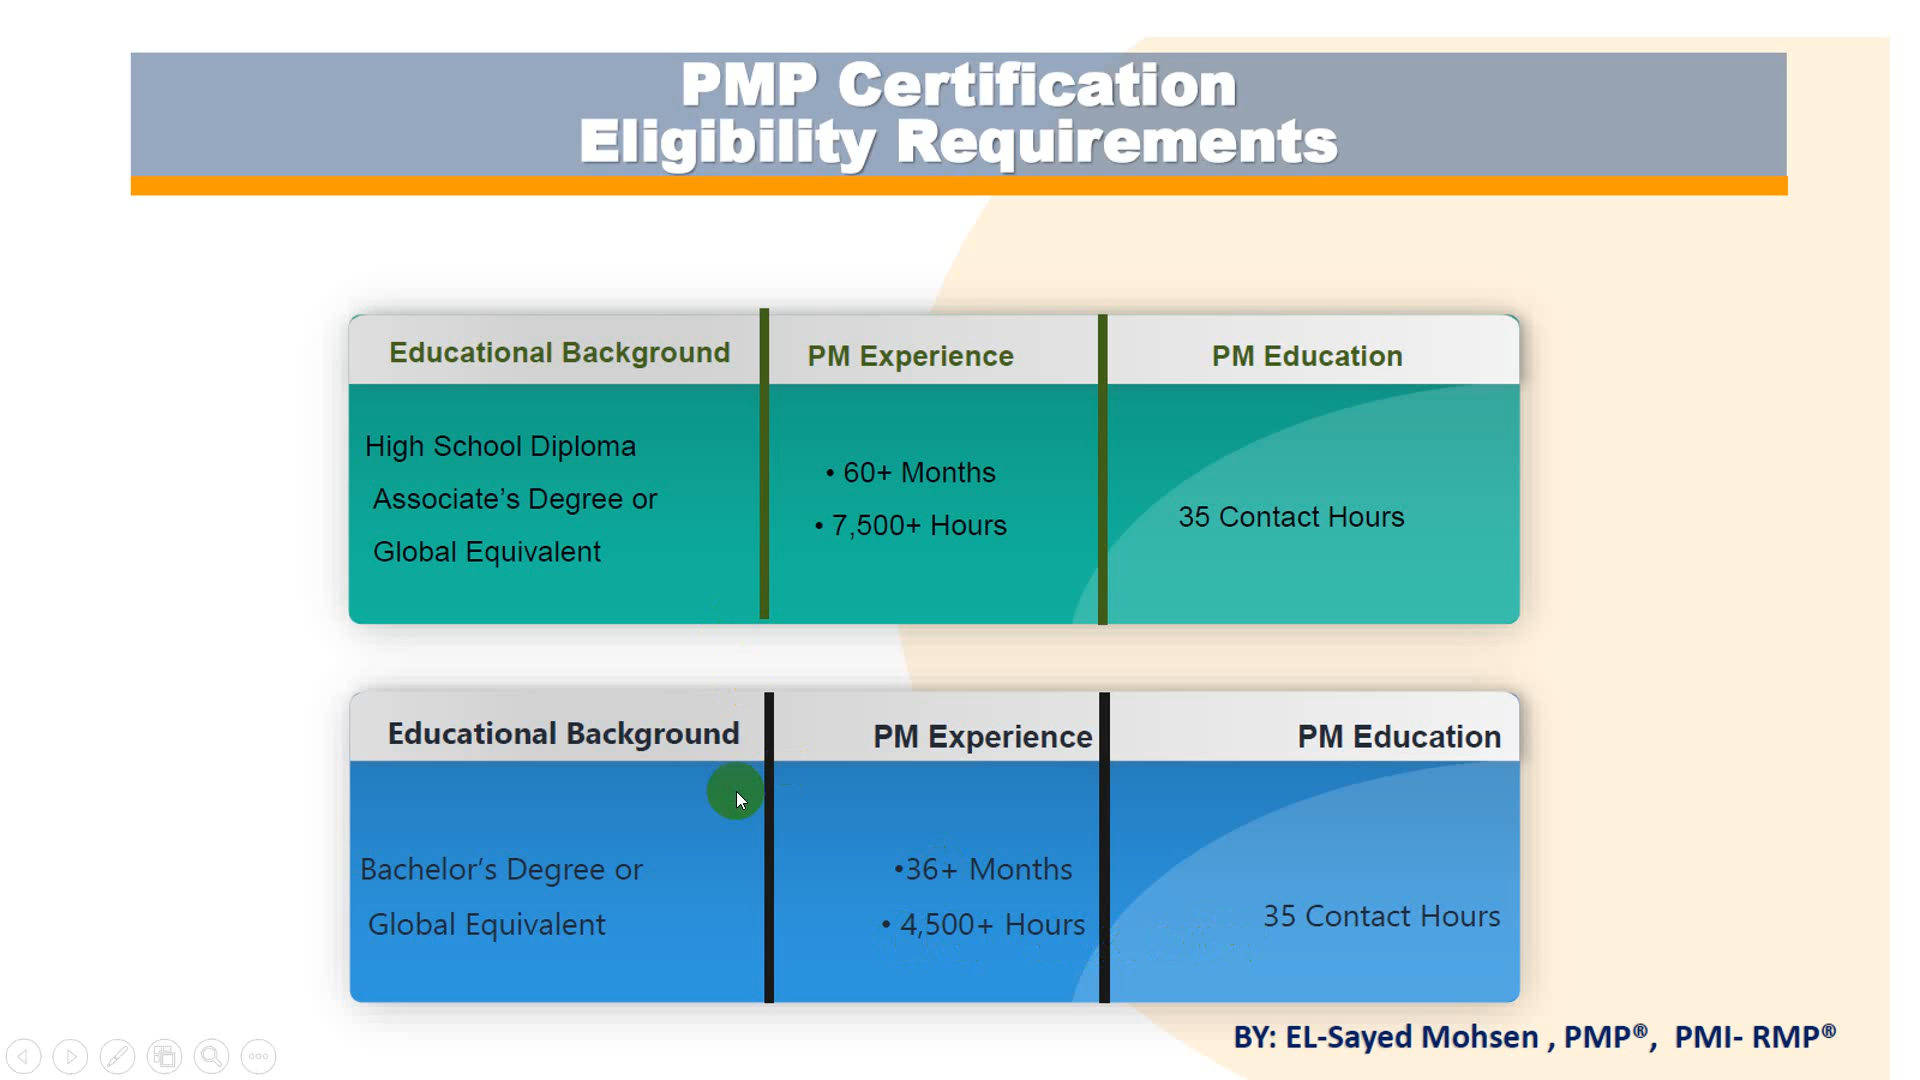 PMP Certification
Eligibility Requirements
Educational Background
PM Experience
PM Education
High School Diploma
Associate’s Degree or
Global Equivalent
• 60+ Months
• 7,500+ Hours
35 Contact Hours
Educational Background
PM Experience
PM Education
Bachelor’s Degree or
Global Equivalent
•36+ Months
• 4,500+ Hours
35 Contact Hours
BY: EL-Sayed Mohsen , PMP®, PMI- RMP®